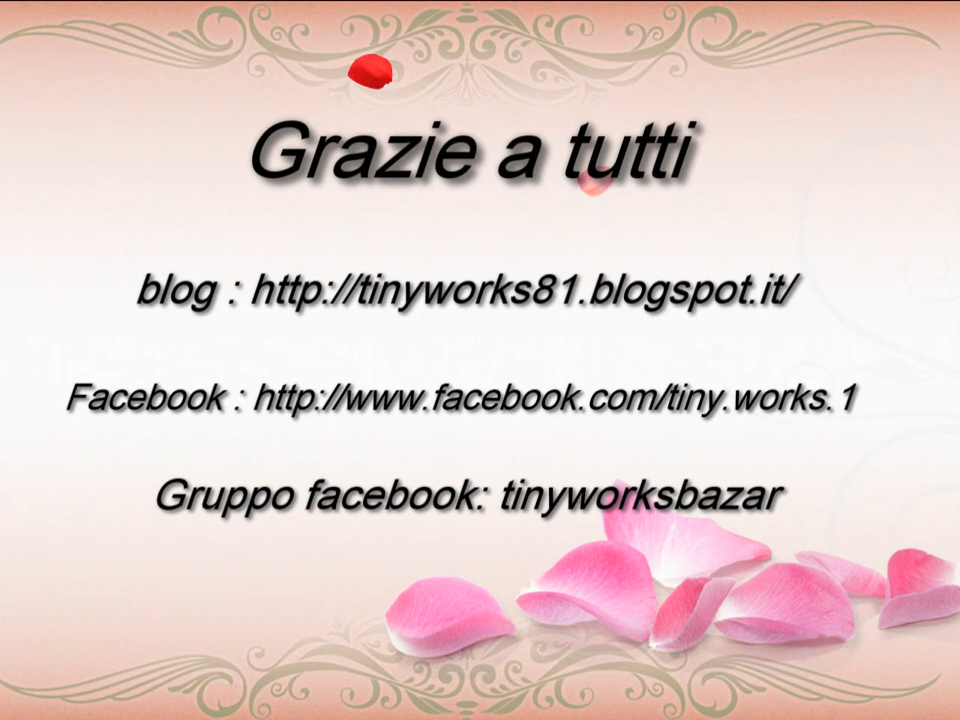 Grazie a tutti
blog : http://tinyworks81.blogspot.it/
Facebook : http://www.facebook.com/tiny.works.1
Gruppo facebook: tinyworksbazar